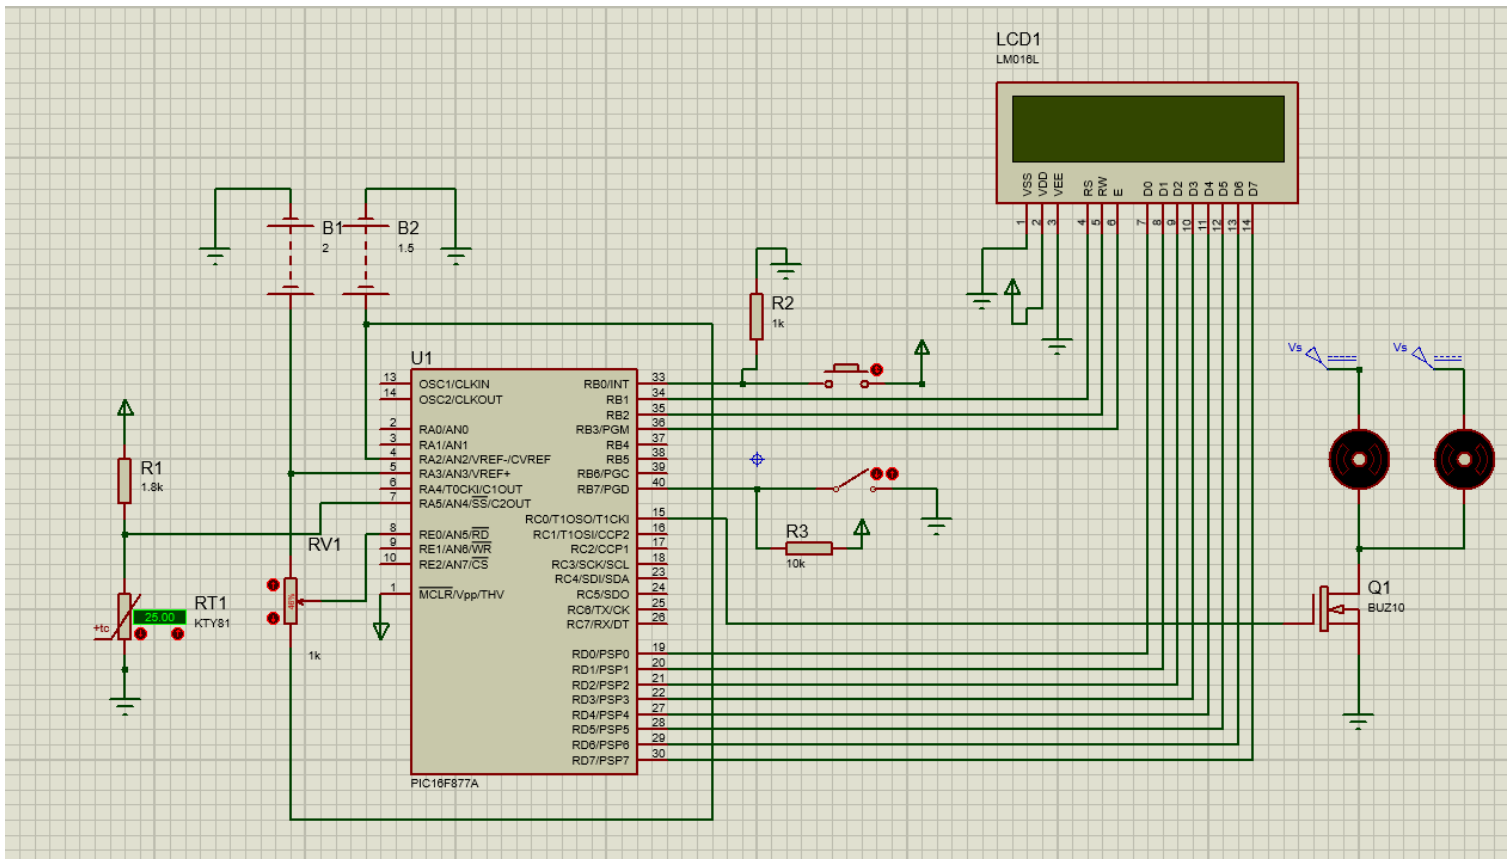 LCD1
LM016L
VSS
VDD
VEE
RS
RW
E
D0
D1
D2
D3
D4
D5
D6
D7
1
2
3
4
5
6
7
8
9
10
11
12
13
14
B1
2
B2
1.5
R2
1k
U1
13 OSC1/CLKIN
14 OSC2/CLKOUT
2 RA0/AN0
3 RA1/AN1
4 RA2/AN2/VREF-/CVREF
5 RA3/AN3/VREF+
6 RA4/T0CKI/C1OUT
7 RA5/AN4/SS/C2OUT
8 RE0/AN5/RD
9 RE1/AN6/WR
10 RE2/AN7/CS
1 MCLR/Vpp/THV
RB0/INT 33
RB1 34
RB2 35
RB3/PGM 36
RB4 37
RB5 38
RB6/PGC 39
RB7/PGD 40
RC0/T1OSO/T1CKI 15
RC1/T1OSI/CCP2 16
RC2/CCP1 17
RC3/SCK/SCL 18
RC4/SDI/SDA 23
RC5/SDO 24
RC6/TX/CK 25
RC7/RX/DT 26
RD0/PSP0 19
RD1/PSP1 20
RD2/PSP2 21
RD3/PSP3 22
RD4/PSP4 27
RD5/PSP5 28
RD6/PSP6 29
RD7/PSP7 30
PIC16F877A
R1
1.8k
RV1
46%
1k
+tc
25.00
RT1
KTY81
R3
10k
Vs
Vs
Q1
BUZ10